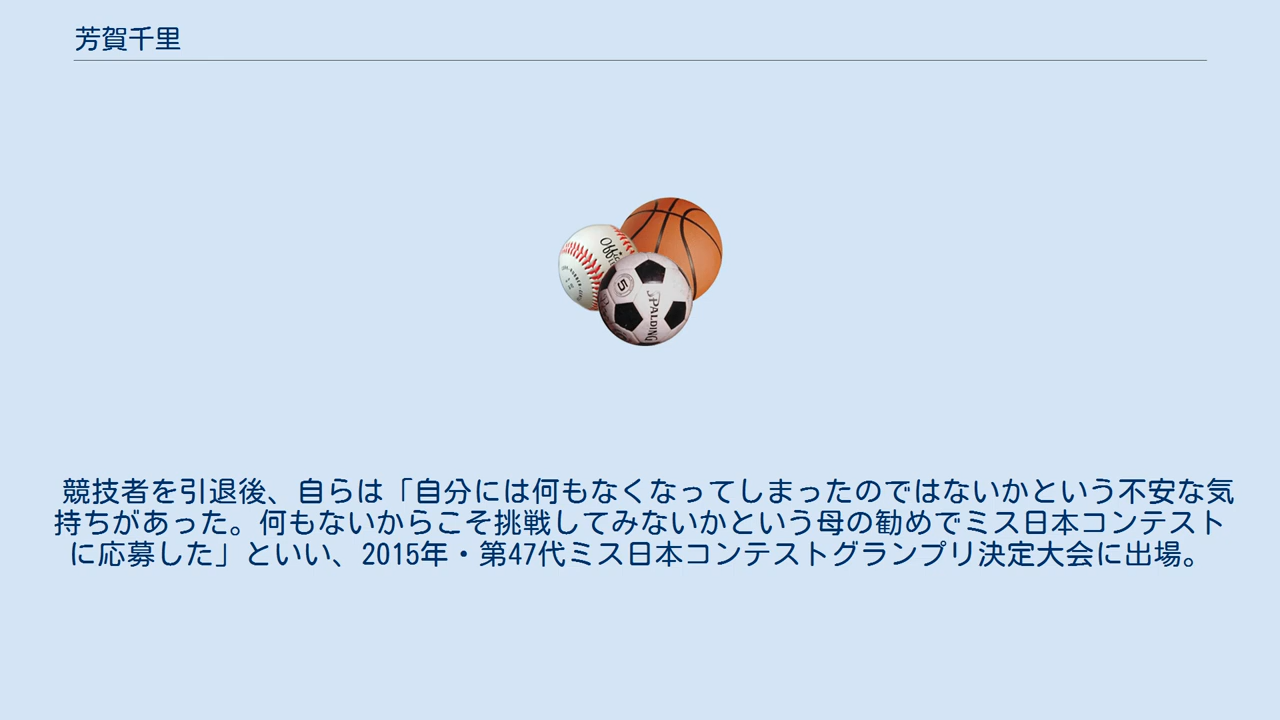 芳賀千里
Offi
5
SPALDING
競技者を引退後、自らは「自分には何もなくなってしまったのではないかという不安な気
持ちがあった。何もないからこそ挑戦してみないかという母の勧めでミス日本コンテスト
に応募した」といい、2015年・第47代ミス日本コンテストグランプリ決定大会に出場。